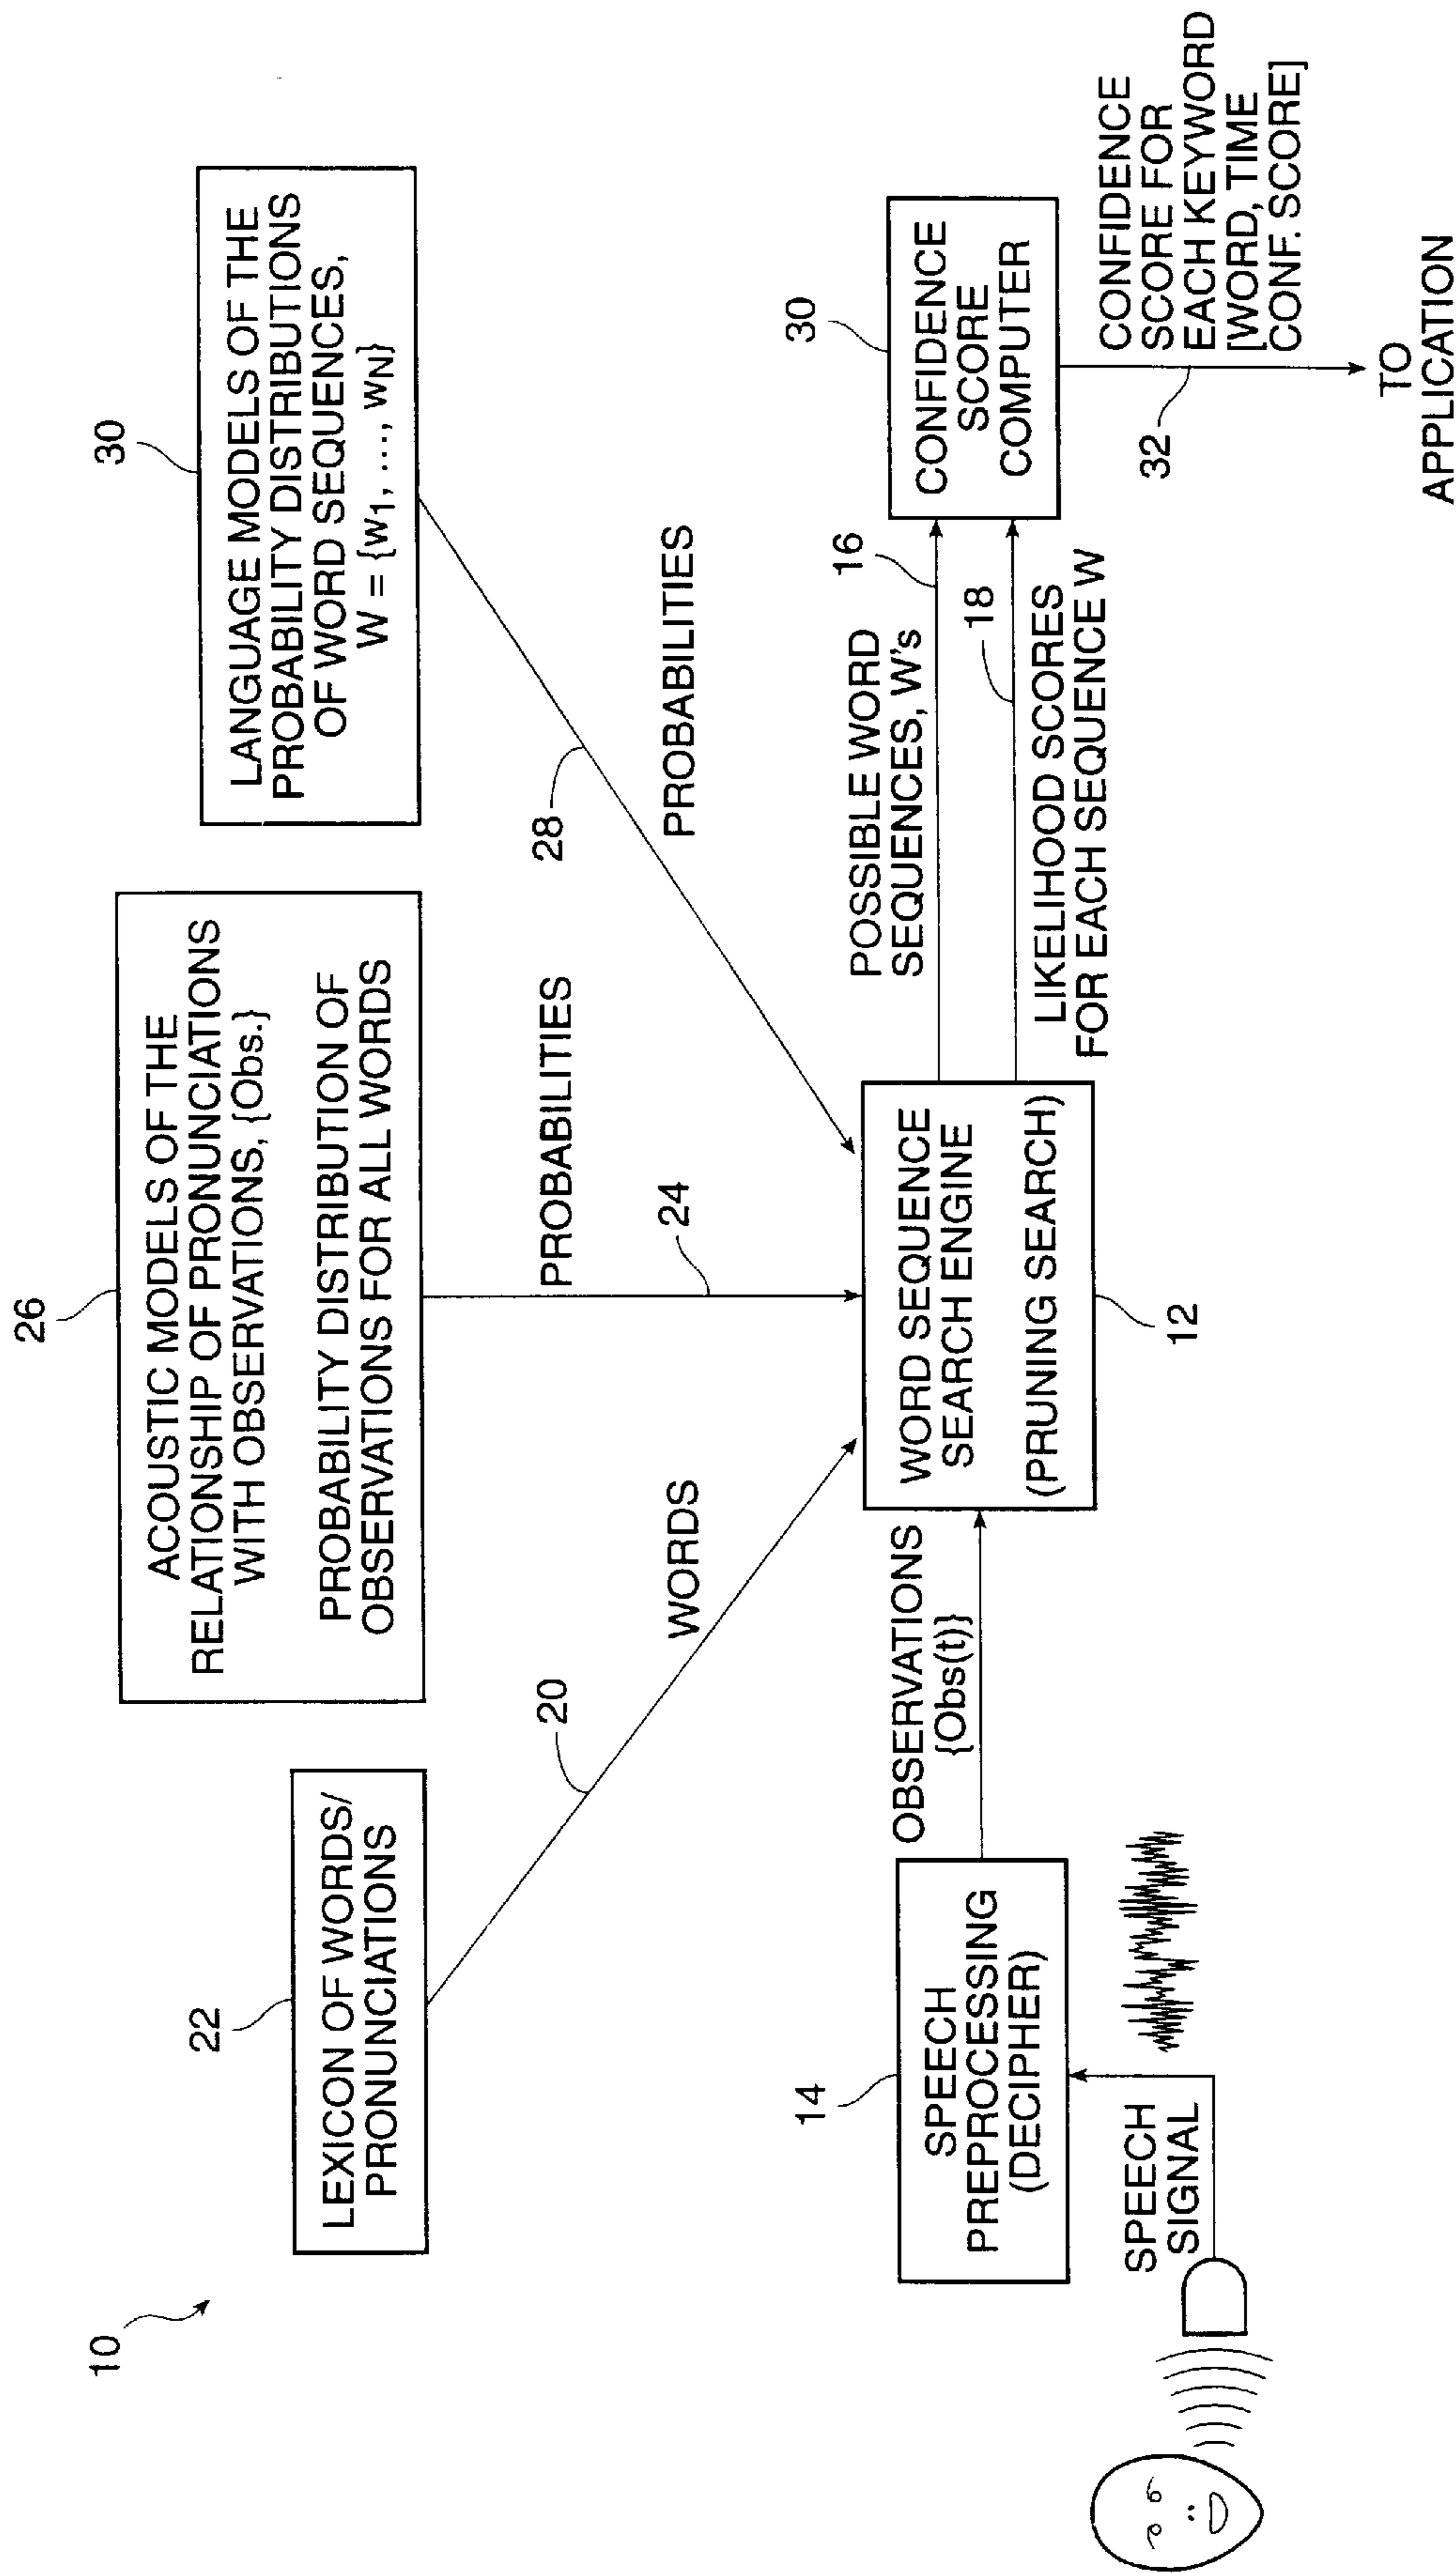 10
22
LEXICON OF WORDS/
PRONUNCIATIONS
20
WORDS
26
ACOUSTIC MODELS OF THE
RELATIONSHIP OF PRONUNCIATIONS
WITH OBSERVATIONS, {Obs.}
PROBABILITY DISTRIBUTION OF
OBSERVATIONS FOR ALL WORDS
PROBABILITIES
24
30
LANGUAGE MODELS OF THE
PROBABILITY DISTRIBUTIONS
OF WORD SEQUENCES,
W = {w1, ..., wN}
28
PROBABILITIES
14
SPEECH
PREPROCESSING
(DECIPHER)
SPEECH
SIGNAL
OBSERVATIONS
{Obs(t)}
WORD SEQUENCE
SEARCH ENGINE
(PRUNING SEARCH)
12
POSSIBLE WORD
SEQUENCES, W's
16
18
LIKELIHOOD SCORES
FOR EACH SEQUENCE W
30
CONFIDENCE
SCORE
COMPUTER
32
CONFIDENCE
SCORE FOR
EACH KEYWORD
[WORD, TIME
CONF. SCORE]
TO
APPLICATION